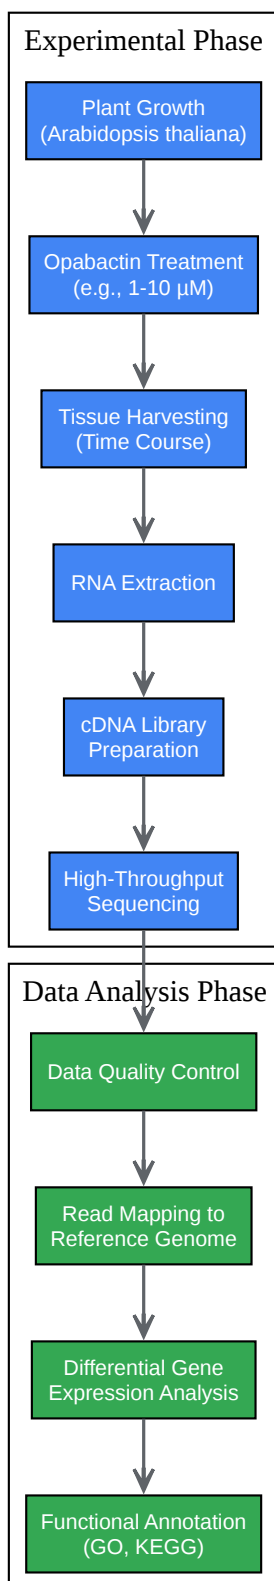 Experimental Phase
Plant Growth
(Arabidopsis thaliana)
Opabactin Treatment
(e.g., 1-10 µM)
Tissue Harvesting
(Time Course)
RNA Extraction
cDNA Library
Preparation
High-Throughput
Sequencing
Data Analysis Phase
Data Quality Control
Read Mapping to
Reference Genome
Differential Gene
Expression Analysis
Functional Annotation
(GO, KEGG)